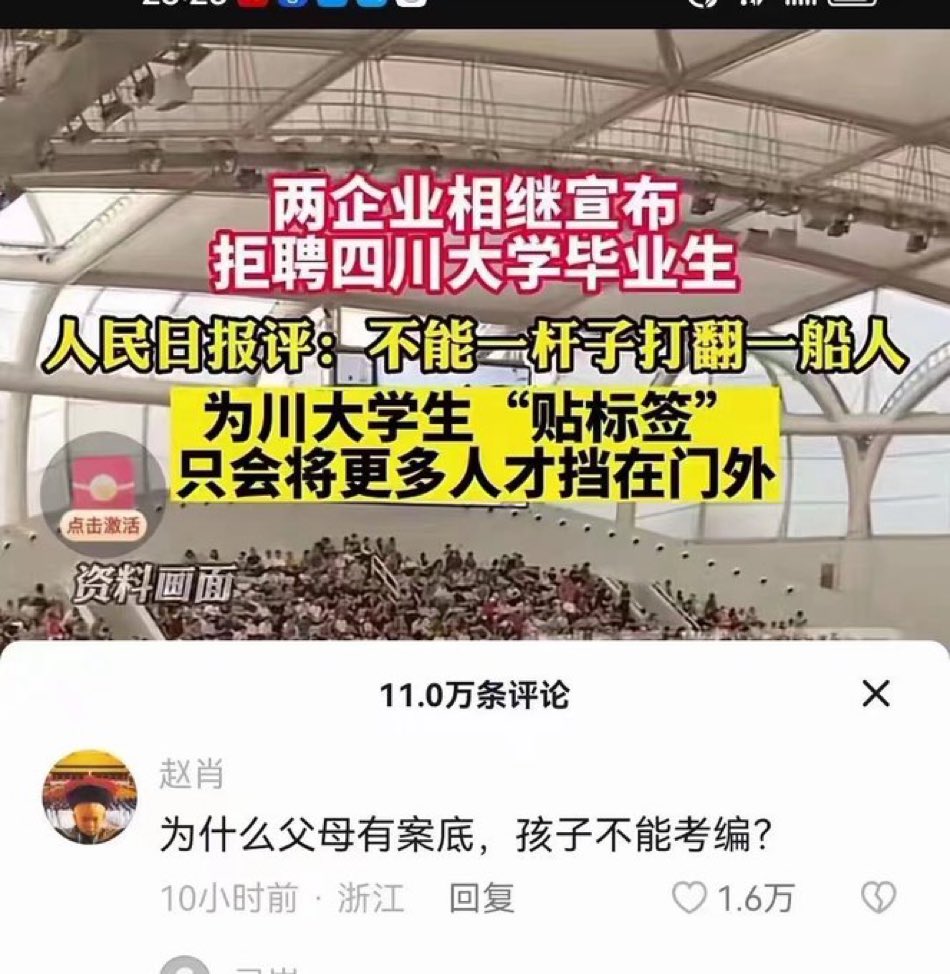 两企业相继宣布
拒聘四川大学毕业生
人民日报评：不能一杆子打翻一船人
为川大学生“贴标签”
只会将更多人才挡在门外
点击激活
资料画面
11.0万条评论
赵肖
为什么父母有案底，孩子不能考编？
10小时前 · 浙江 回复 1.6万